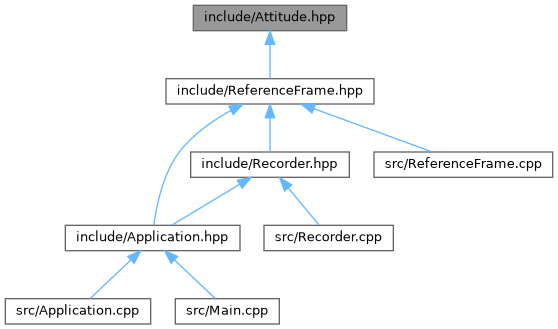 include/Attitude.hpp
include/ReferenceFrame.hpp
include/Recorder.hpp
src/ReferenceFrame.cpp
include/Application.hpp
src/Recorder.cpp
src/Application.cpp
src/Main.cpp